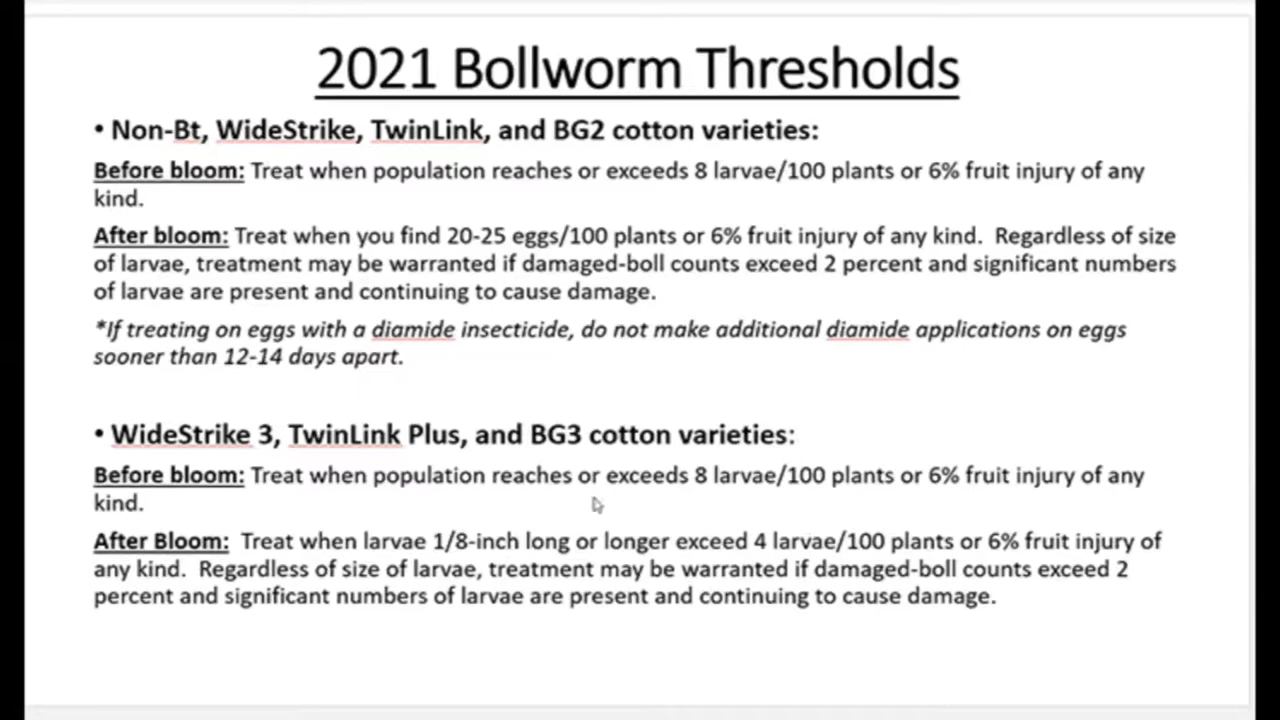 2021 Bollworm Thresholds
• Non-Bt, WideStrike, TwinLink, and BG2 cotton varieties:
Before bloom: Treat when population reaches or exceeds 8 larvae/100 plants or 6% fruit injury of any
kind.
After bloom: Treat when you find 20-25 eggs/100 plants or 6% fruit injury of any kind.  Regardless of size
of larvae, treatment may be warranted if damaged-boll counts exceed 2 percent and significant numbers
of larvae are present and continuing to cause damage.
*If treating on eggs with a diamide insecticide, do not make additional diamide applications on eggs
sooner than 12-14 days apart.
• WideStrike 3, TwinLink Plus, and BG3 cotton varieties:
Before bloom: Treat when population reaches or exceeds 8 larvae/100 plants or 6% fruit injury of any
kind.
After Bloom:  Treat when larvae 1/8-inch long or longer exceed 4 larvae/100 plants or 6% fruit injury of
any kind.  Regardless of size of larvae, treatment may be warranted if damaged-boll counts exceed 2
percent and significant numbers of larvae are present and continuing to cause damage.